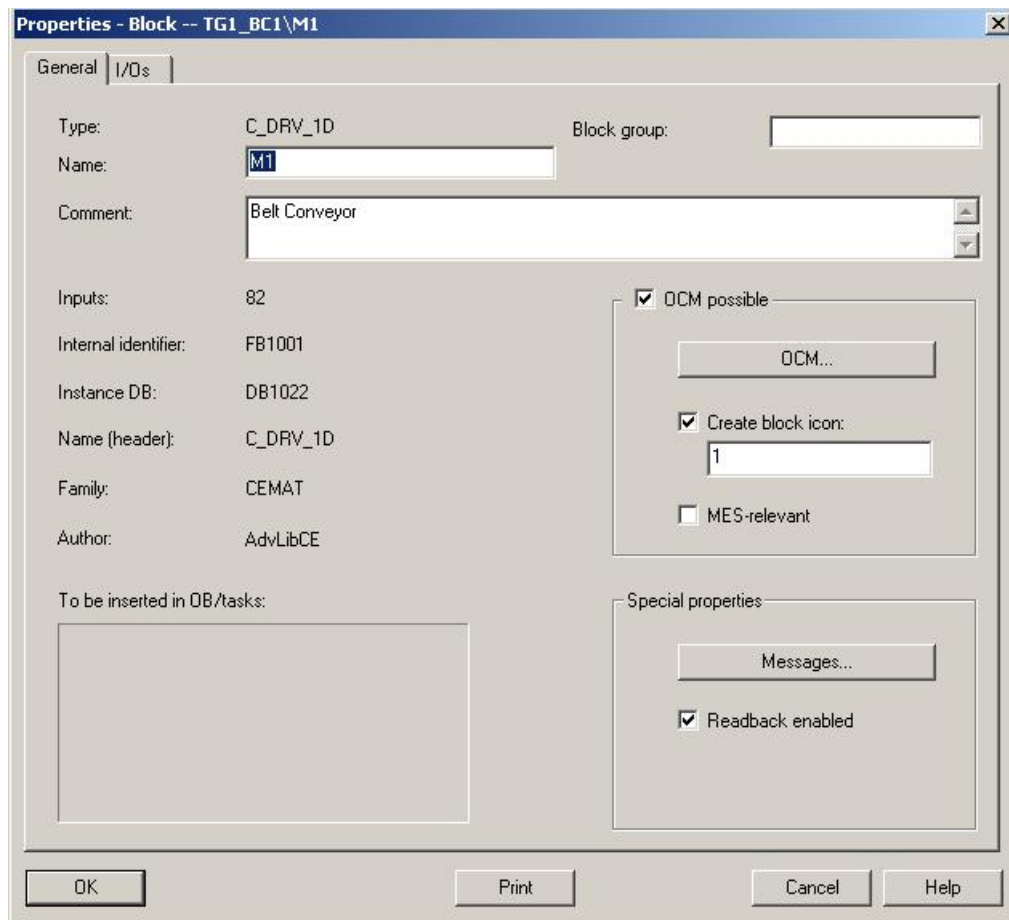 Properties - Block -- TG1_BC1\M1
General
I/Os
Type:
C_DRV_1D
Block group:
Name:
M1
Comment:
Belt Conveyor
Inputs:
82
OCM possible
Internal identifier:
FB1001
OCM...
Instance DB:
DB1022
Create block icon:
Name (header):
C_DRV_1D
1
Family:
CEMAT
MES-relevant
Author:
AdvLibCE
To be inserted in OB/tasks:
Special properties
Messages...
Readback enabled
OK
Print
Cancel
Help